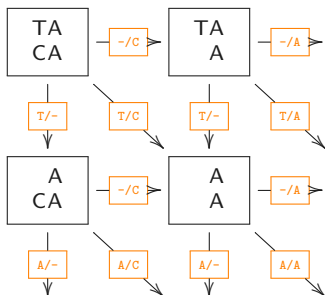 TA TA
CA -/C A -/A
T/- T/C T/- T/A
A A
CA -/C A -/A
A/- A/C A/- A/A